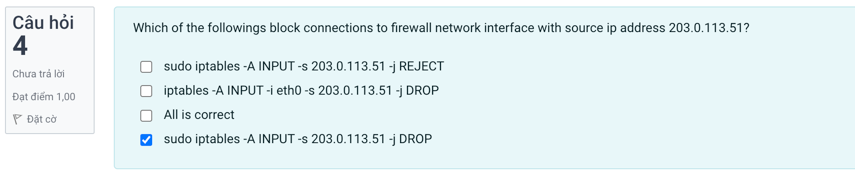 Câu hỏi
4
Chưa trả lời
Đạt điểm 1,00
Đặt cờ
Which of the followings block connections to firewall network interface with source ip address 203.0.113.51?
sudo iptables -A INPUT -s 203.0.113.51 -j REJECT
iptables -A INPUT -i eth0 -s 203.0.113.51 -j DROP
All is correct
sudo iptables -A INPUT -s 203.0.113.51 -j DROP